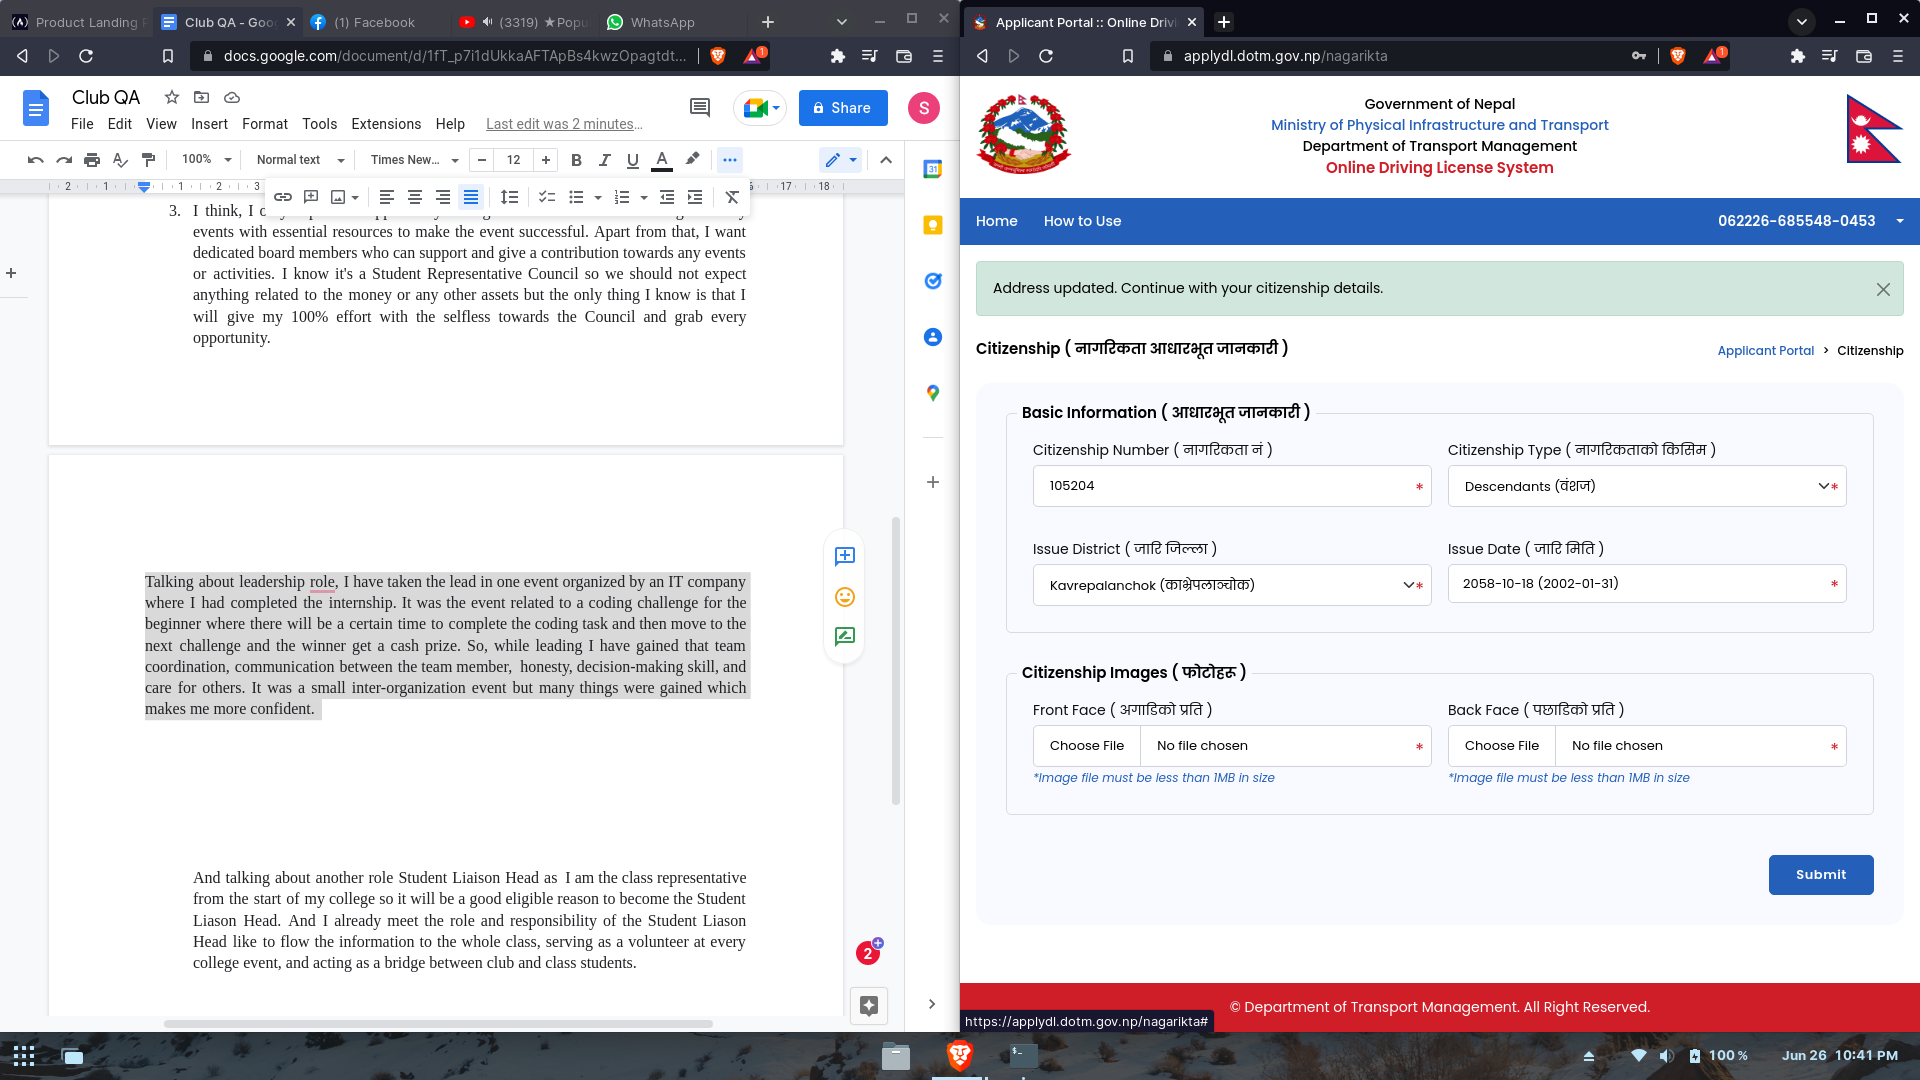 Product Landing P
Club QA - Goo
(1) Facebook
(3319) ★Popu
WhatsApp
docs.google.com/document/d/1fT_p7i1dUkkaAFTApBs4kwzOpagtdt...
1
Club QA
File Edit View Insert Format Tools Extensions Help Last edit was 2 minutes...
Share
S
100% Normal text Times New... 12
2 1 1 2 3 17 18
3. I think, I
events with essential resources to make the event successful. Apart from that, I want
dedicated board members who can support and give a contribution towards any events
or activities. I know it's a Student Representative Council so we should not expect
anything related to the money or any other assets but the only thing I know is that I
will give my 100% effort with the selfless towards the Council and grab every
opportunity.
Talking about leadership role, I have taken the lead in one event organized by an IT company
where I had completed the internship. It was the event related to a coding challenge for the
beginner where there will be a certain time to complete the coding task and then move to the
next challenge and the winner get a cash prize. So, while leading I have gained that team
coordination, communication between the team member,  honesty, decision-making skill, and
care for others. It was a small inter-organization event but many things were gained which
makes me more confident.
And talking about another role Student Liaison Head as  I am the class representative
from the start of my college so it will be a good eligible reason to become the Student
Liason Head. And I already meet the role and responsibility of the Student Liason
Head like to flow the information to the whole class, serving as a volunteer at every
college event, and acting as a bridge between club and class students.
31
2
Applicant Portal :: Online Driv
applydl.dotm.gov.np/nagarikta
1
Government of Nepal
Ministry of Physical Infrastructure and Transport
Department of Transport Management
Online Driving License System
Home How to Use 062226-685548-0453
Address updated. Continue with your citizenship details.
Citizenship ( नागरिकता आधारभूत जानकारी )
Applicant Portal > Citizenship
Basic Information ( आधारभूत जानकारी )
Citizenship Number ( नागरिकता नं ) Citizenship Type ( नागरिकताको किसिम )
105204 * Descendants (वंशज) *
Issue District ( जारि जिल्ला ) Issue Date ( जारि मिति )
Kavrepalanchok (काभ्रेपलाञ्चोक) * 2058-10-18 (2002-01-31) *
Citizenship Images ( फोटोहरू )
Front Face ( अगाडिको प्रति ) Back Face ( पछाडिको प्रति )
Choose File No file chosen * Choose File No file chosen *
*Image file must be less than 1MB in size *Image file must be less than 1MB in size
Submit
© Department of Transport Management. All Right Reserved.
https://applydl.dotm.gov.np/nagarikta#
100 % Jun 26 10:41 PM